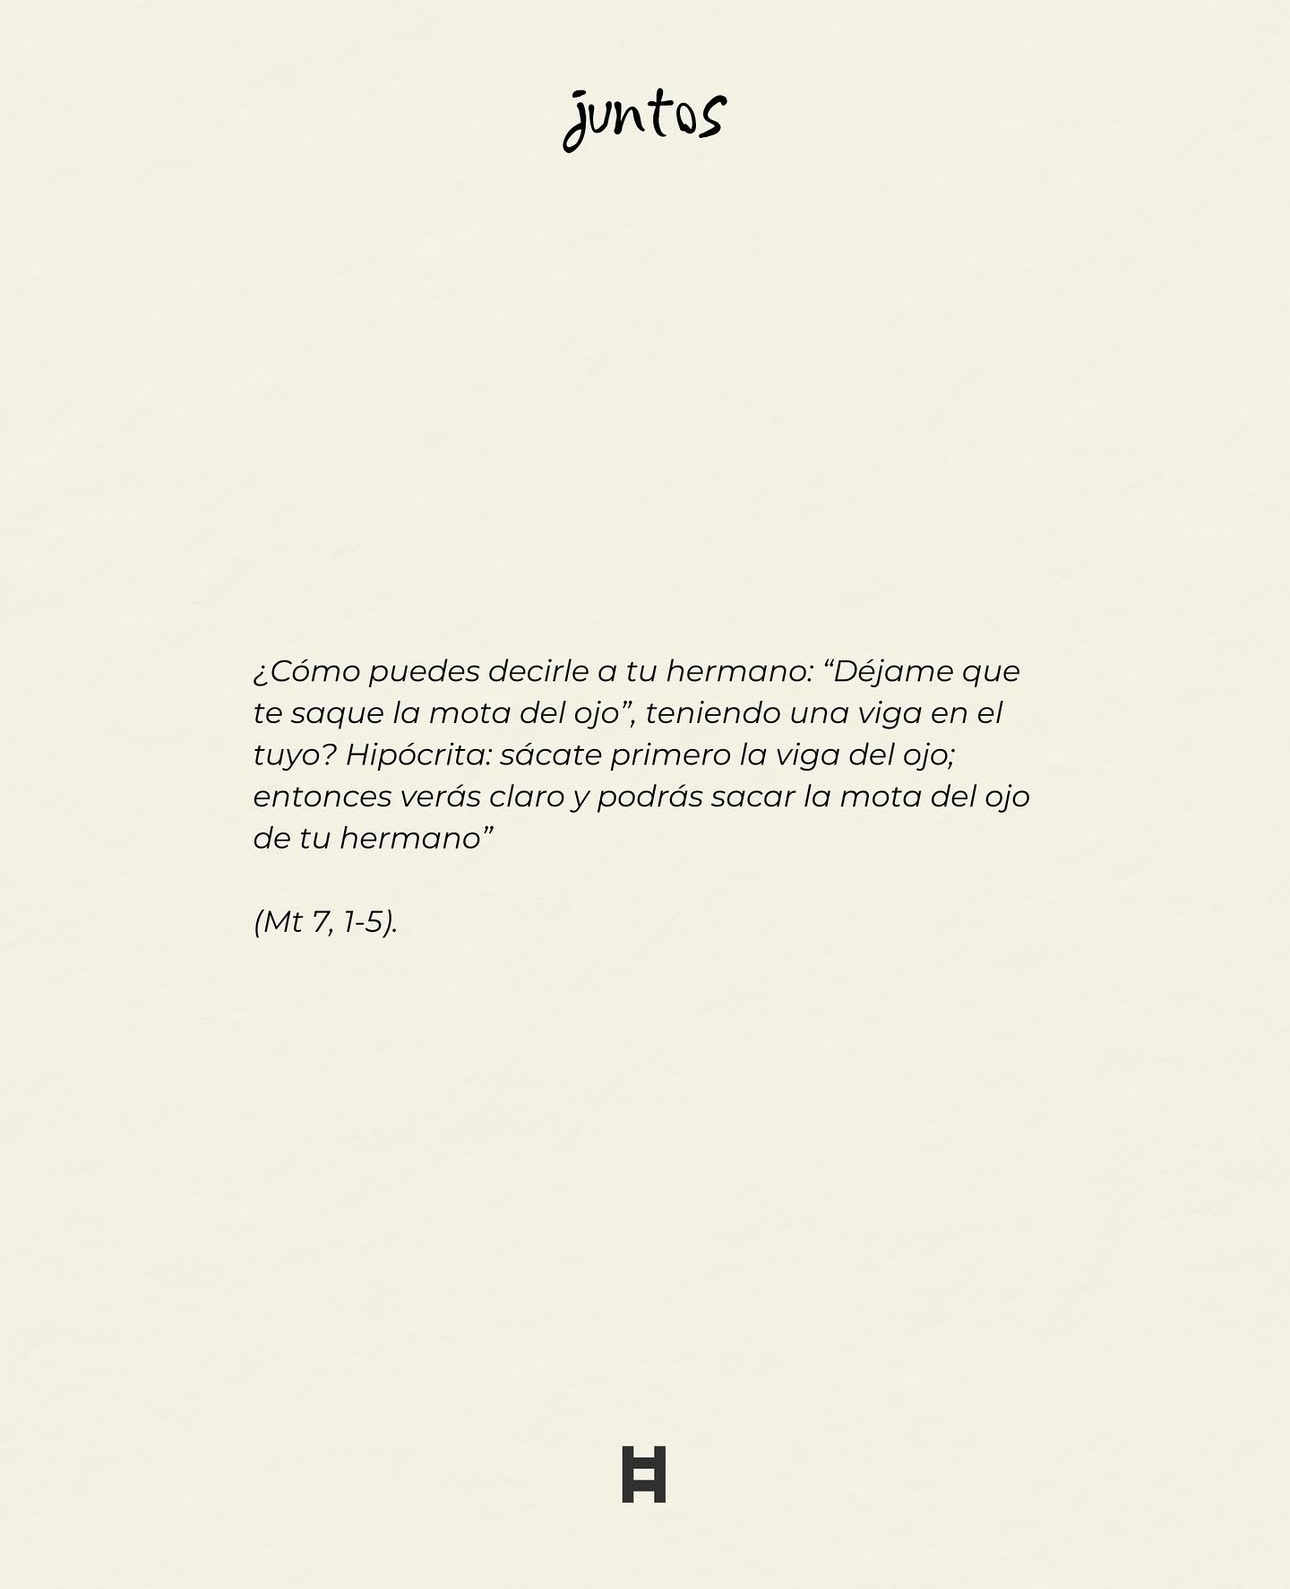 juntos
¿Cómo puedes decirle a tu hermano: “Déjame que
te saque la mota del ojo”, teniendo una viga en el
tuyo? Hipócrita: sácate primero la viga del ojo;
entonces verás claro y podrás sacar la mota del ojo
de tu hermano”
(Mt 7, 1-5).